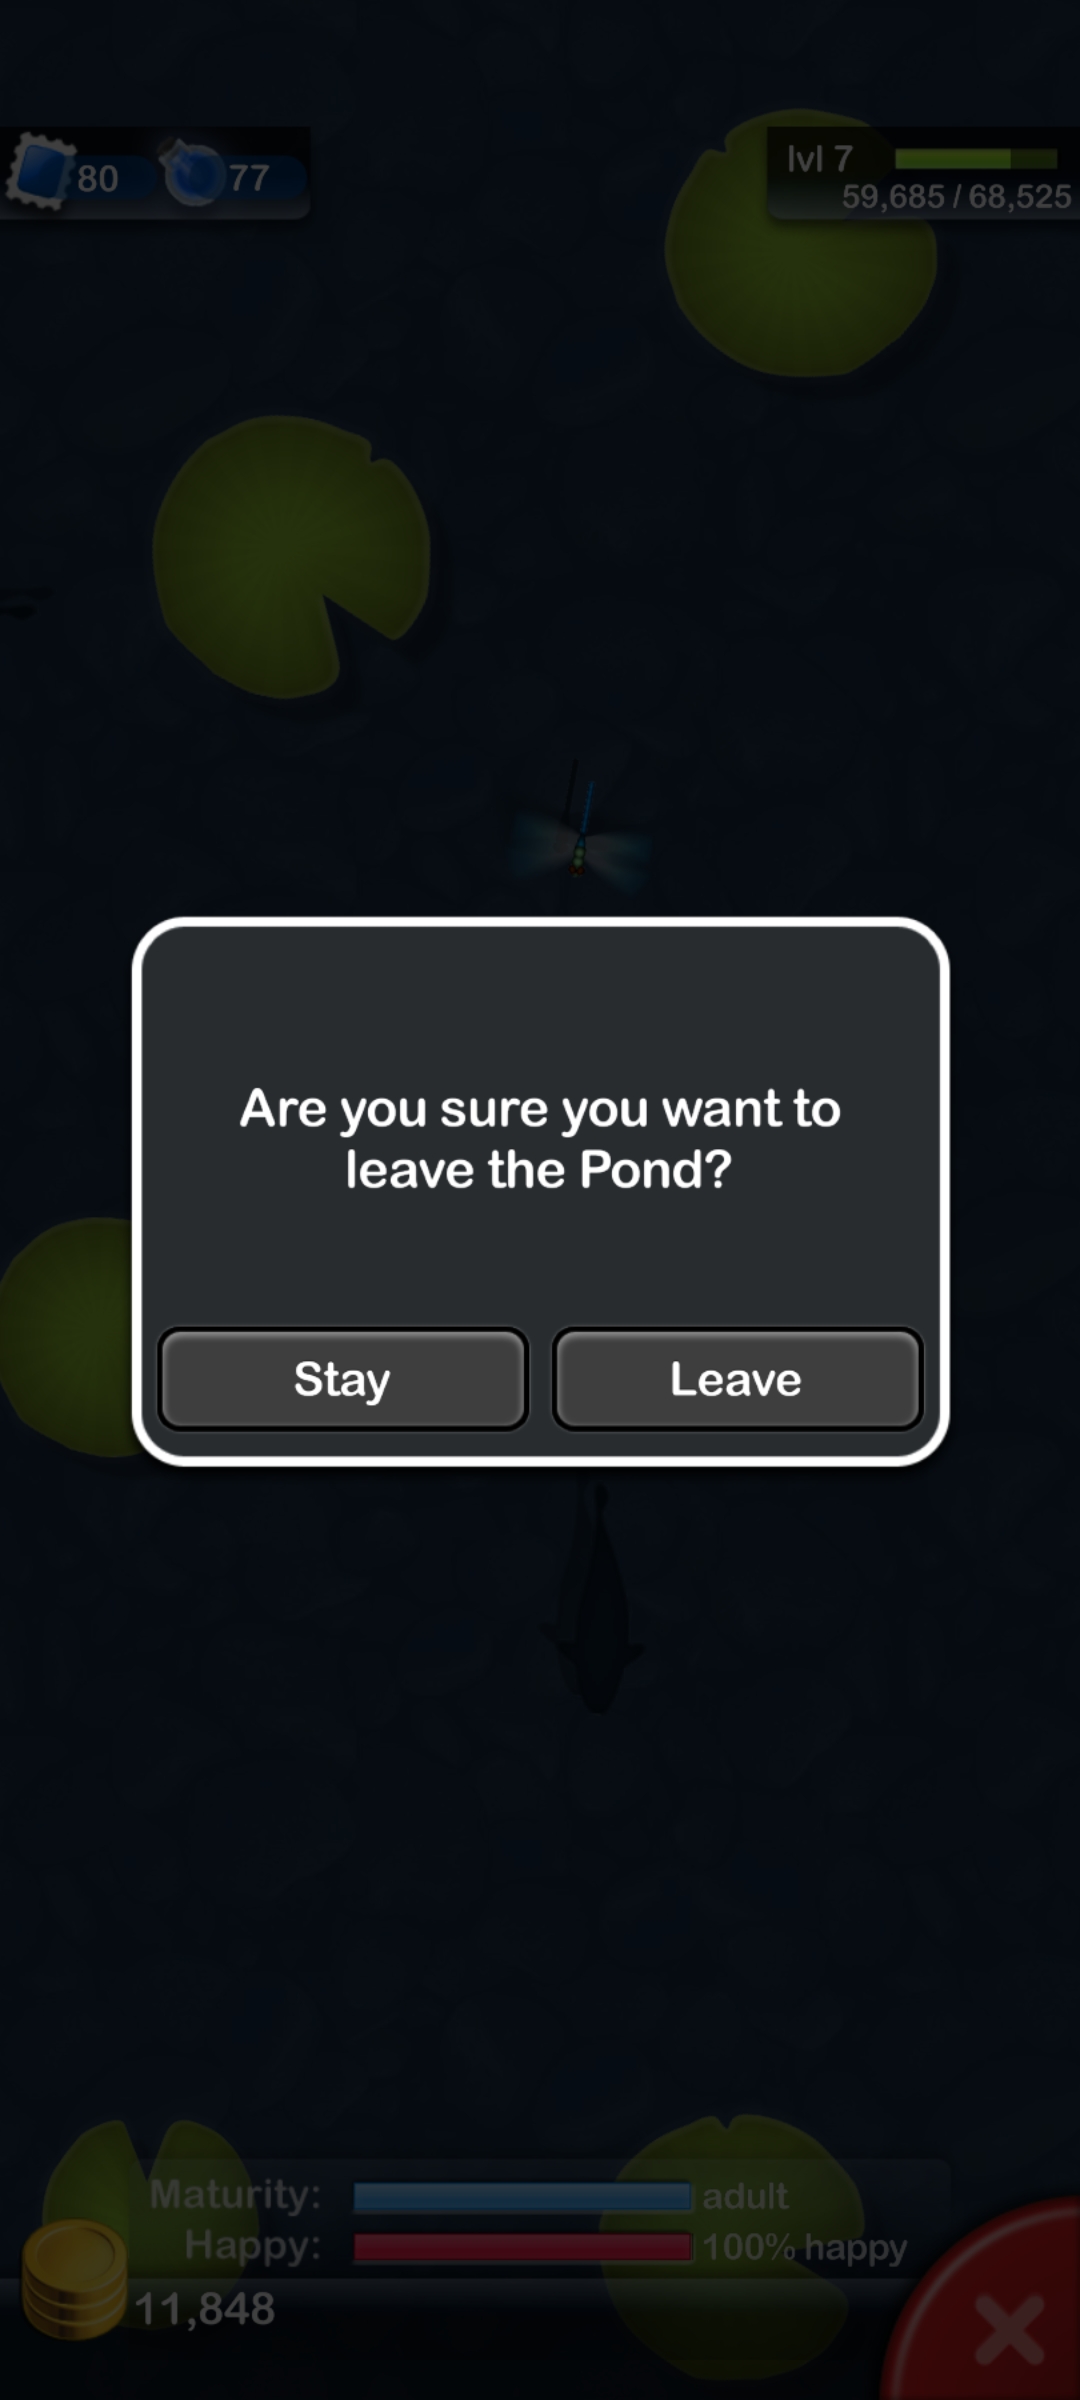 80
77
lvl 7
59,685 / 68,525
Are you sure you want to
leave the Pond?
Stay
Leave
Maturity: adult
Happy: 100% happy
11,848